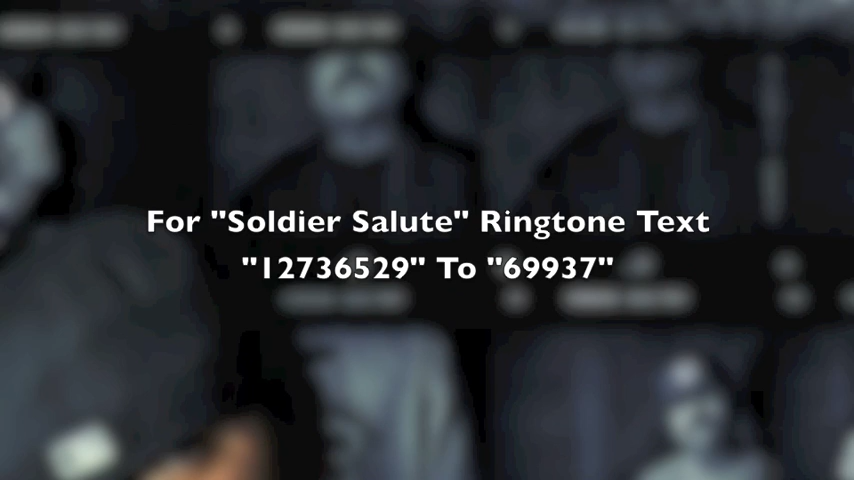 For "Soldier Salute" Ringtone Text
"12736529" To "69937"